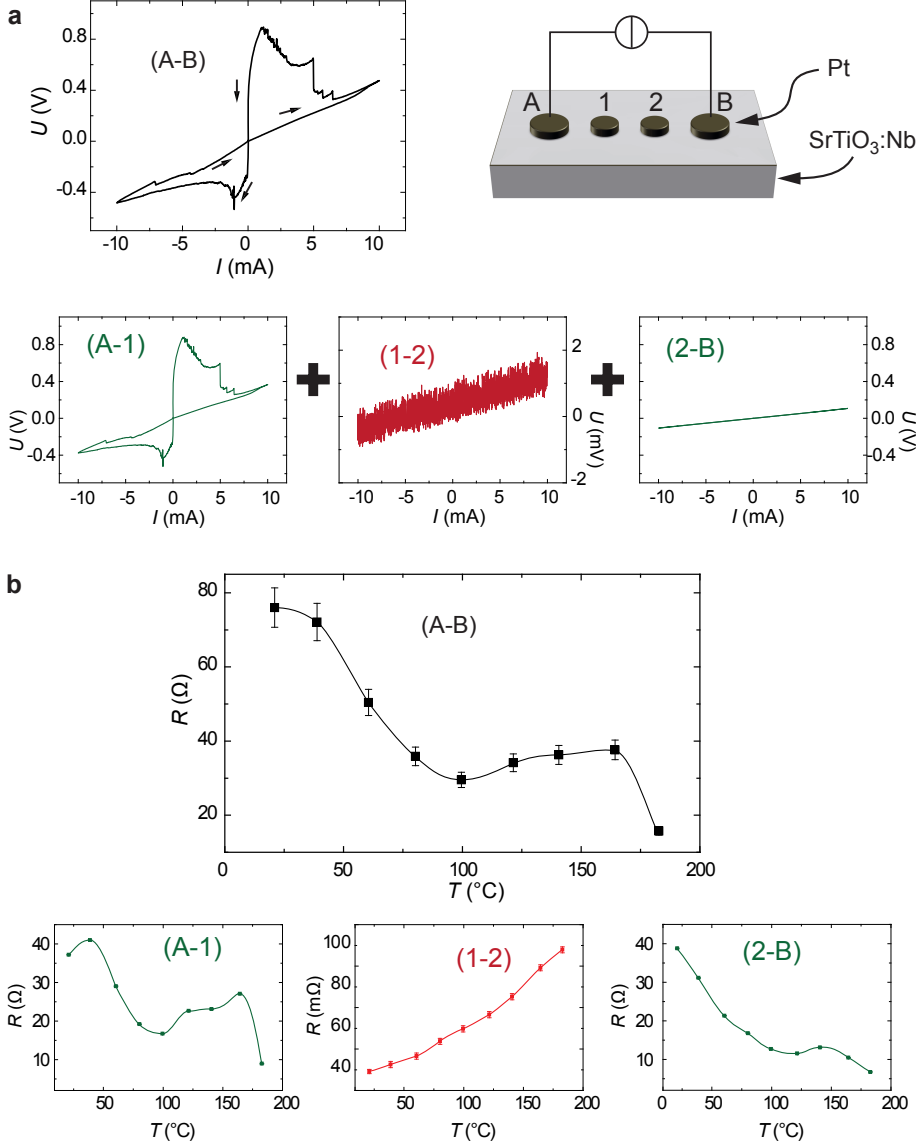 a
0.8
0.4
0.0
-0.4
U (V)
(A-B)
-10 -5 0 5 10
I (mA)
A 1 2 B
Pt
SrTiO3:Nb
(A-1)
0.8
0.4
0.0
-0.4
U (V)
-10 -5 0 5 10
I (mA)
(1-2)
2
0
-2
U (mV)
-10 -5 0 5 10
I (mA)
(2-B)
0.8
0.4
0.0
-0.4
U (V)
-10 -5 0 5 10
I (mA)
b
80
60
40
20
R (Ω)
(A-B)
0 50 100 150 200
T (°C)
(A-1)
40
30
20
10
R (Ω)
50 100 150 200
T (°C)
(1-2)
100
80
60
40
R (mΩ)
0 50 100 150 200
T (°C)
(2-B)
40
30
20
10
R (Ω)
0 50 100 150 200
T (°C)